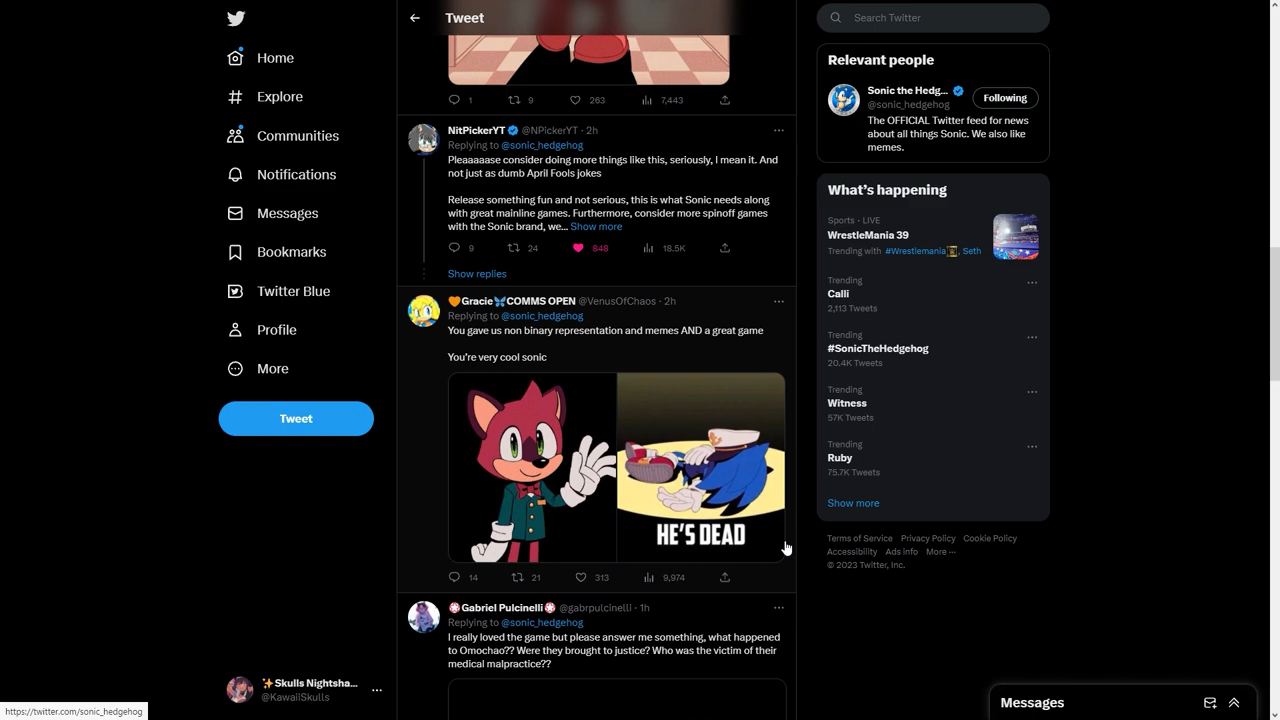 Home
Explore
Communities
Notifications
Messages
Bookmarks
Twitter Blue
Profile
More
Tweet
✨Skulls Nightsha...
@KawaiiSkulls
https://twitter.com/sonic_hedgehog
Tweet
1 9 263 7,443
NitPickerYT @NPickerYT · 2h
Replying to @sonic_hedgehog
Pleaaaaase consider doing more things like this, seriously, I mean it. And
not just as dumb April Fools jokes
Release something fun and not serious, this is what Sonic needs along
with great mainline games. Furthermore, consider more spinoff games
with the Sonic brand, we... Show more
9 24 848 18.5K
Show replies
🧡Gracie🦋COMMS OPEN @VenusOfChaos · 2h
Replying to @sonic_hedgehog
You gave us non binary representation and memes AND a great game
You're very cool sonic
HE'S DEAD
14 21 313 9,974
Gabriel Pulcinelli @gabrpulcinelli · 1h
Replying to @sonic_hedgehog
I really loved the game but please answer me something, what happened
to Omochao?? Were they brought to justice? Who was the victim of their
medical malpractice??
Search Twitter
Relevant people
Sonic the Hedg...
@sonic_hedgehog
Following
The OFFICIAL Twitter feed for news
about all things Sonic. We also like
memes.
What's happening
Sports · LIVE
WrestleMania 39
Trending with #Wrestlemania, Seth
Trending
Calli
2,113 Tweets
Trending
#SonicTheHedgehog
20.4K Tweets
Trending
Witness
57K Tweets
Trending
Ruby
75.7K Tweets
Show more
Terms of Service Privacy Policy Cookie Policy
Accessibility Ads info More ···
© 2023 Twitter, Inc.
Messages